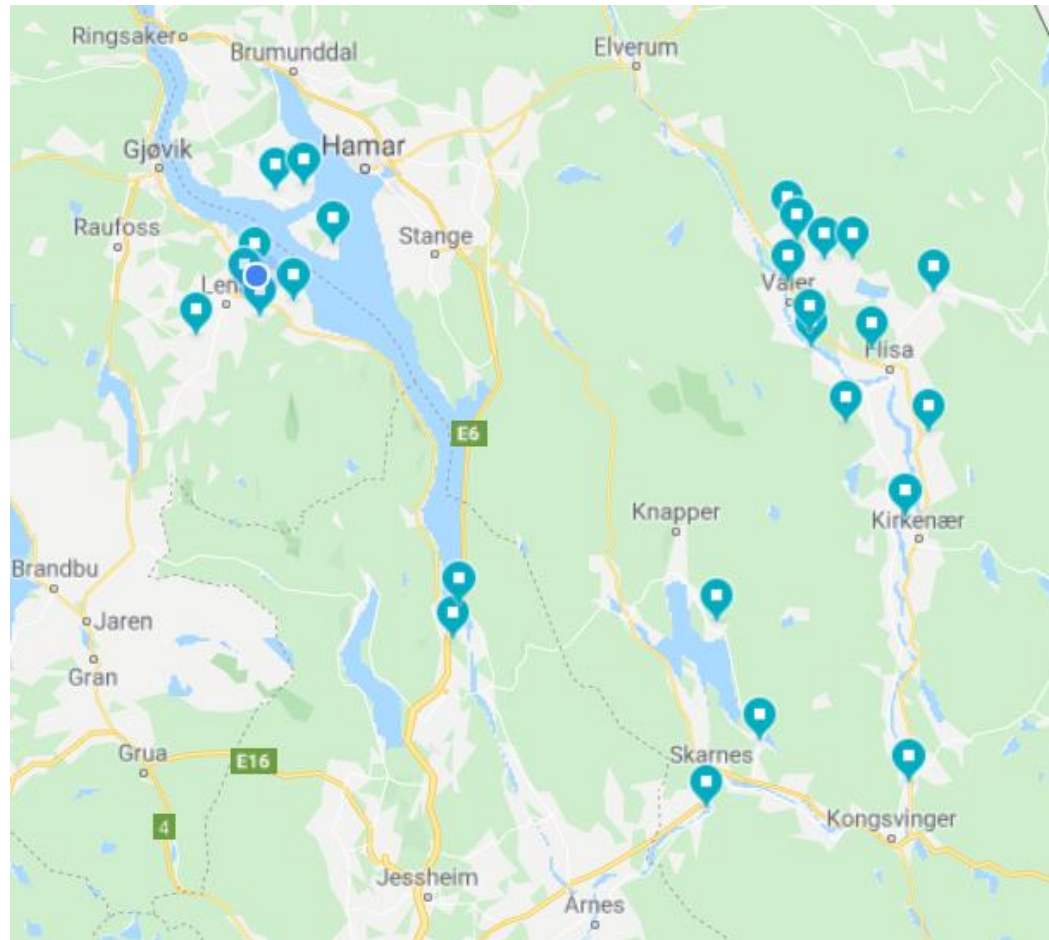 Ringsaker
Brumunddal
Elverum
Gjøvik
Hamar
Raufoss
Stange
Våler
Flisa
E6
Knapper
Kirkenær
Brandbu
Jaren
Gran
Grua
E16
Skarnes
4
Kongsvinger
Jessheim
Årnes